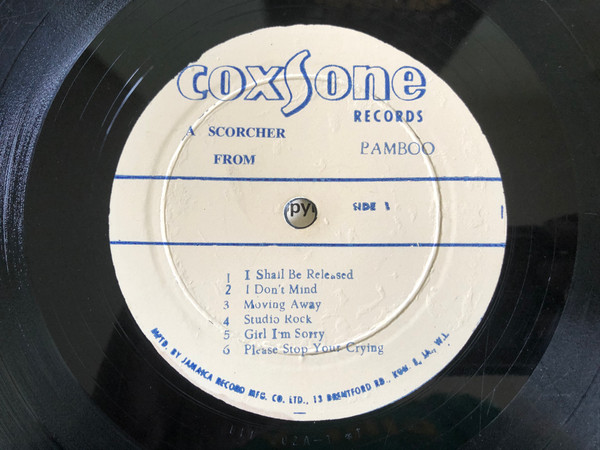 coxSone
RECORDS
A SCORCHER
FROM
BAMBOO
SIDE 1
py
1 I Shall Be Released
2 I Don't Mind
3 Moving Away
4 Studio Rock
5 Girl I'm Sorry
6 Please Stop Your Crying
MFTD. BY JAMAICA RECORD MFG. CO. LTD., 13 BRENTFORD RD., KGN 5, JA., W.I.